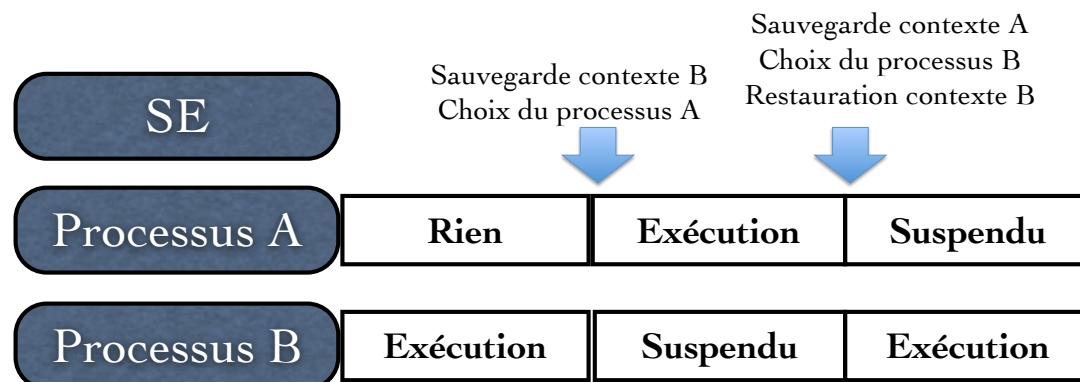 Sauvegarde contexte A
Choix du processus B
Restauration contexte B
Sauvegarde contexte B
Choix du processus A
SE
Processus A
Rien
Exécution
Suspendu
Processus B
Exécution
Suspendu
Exécution